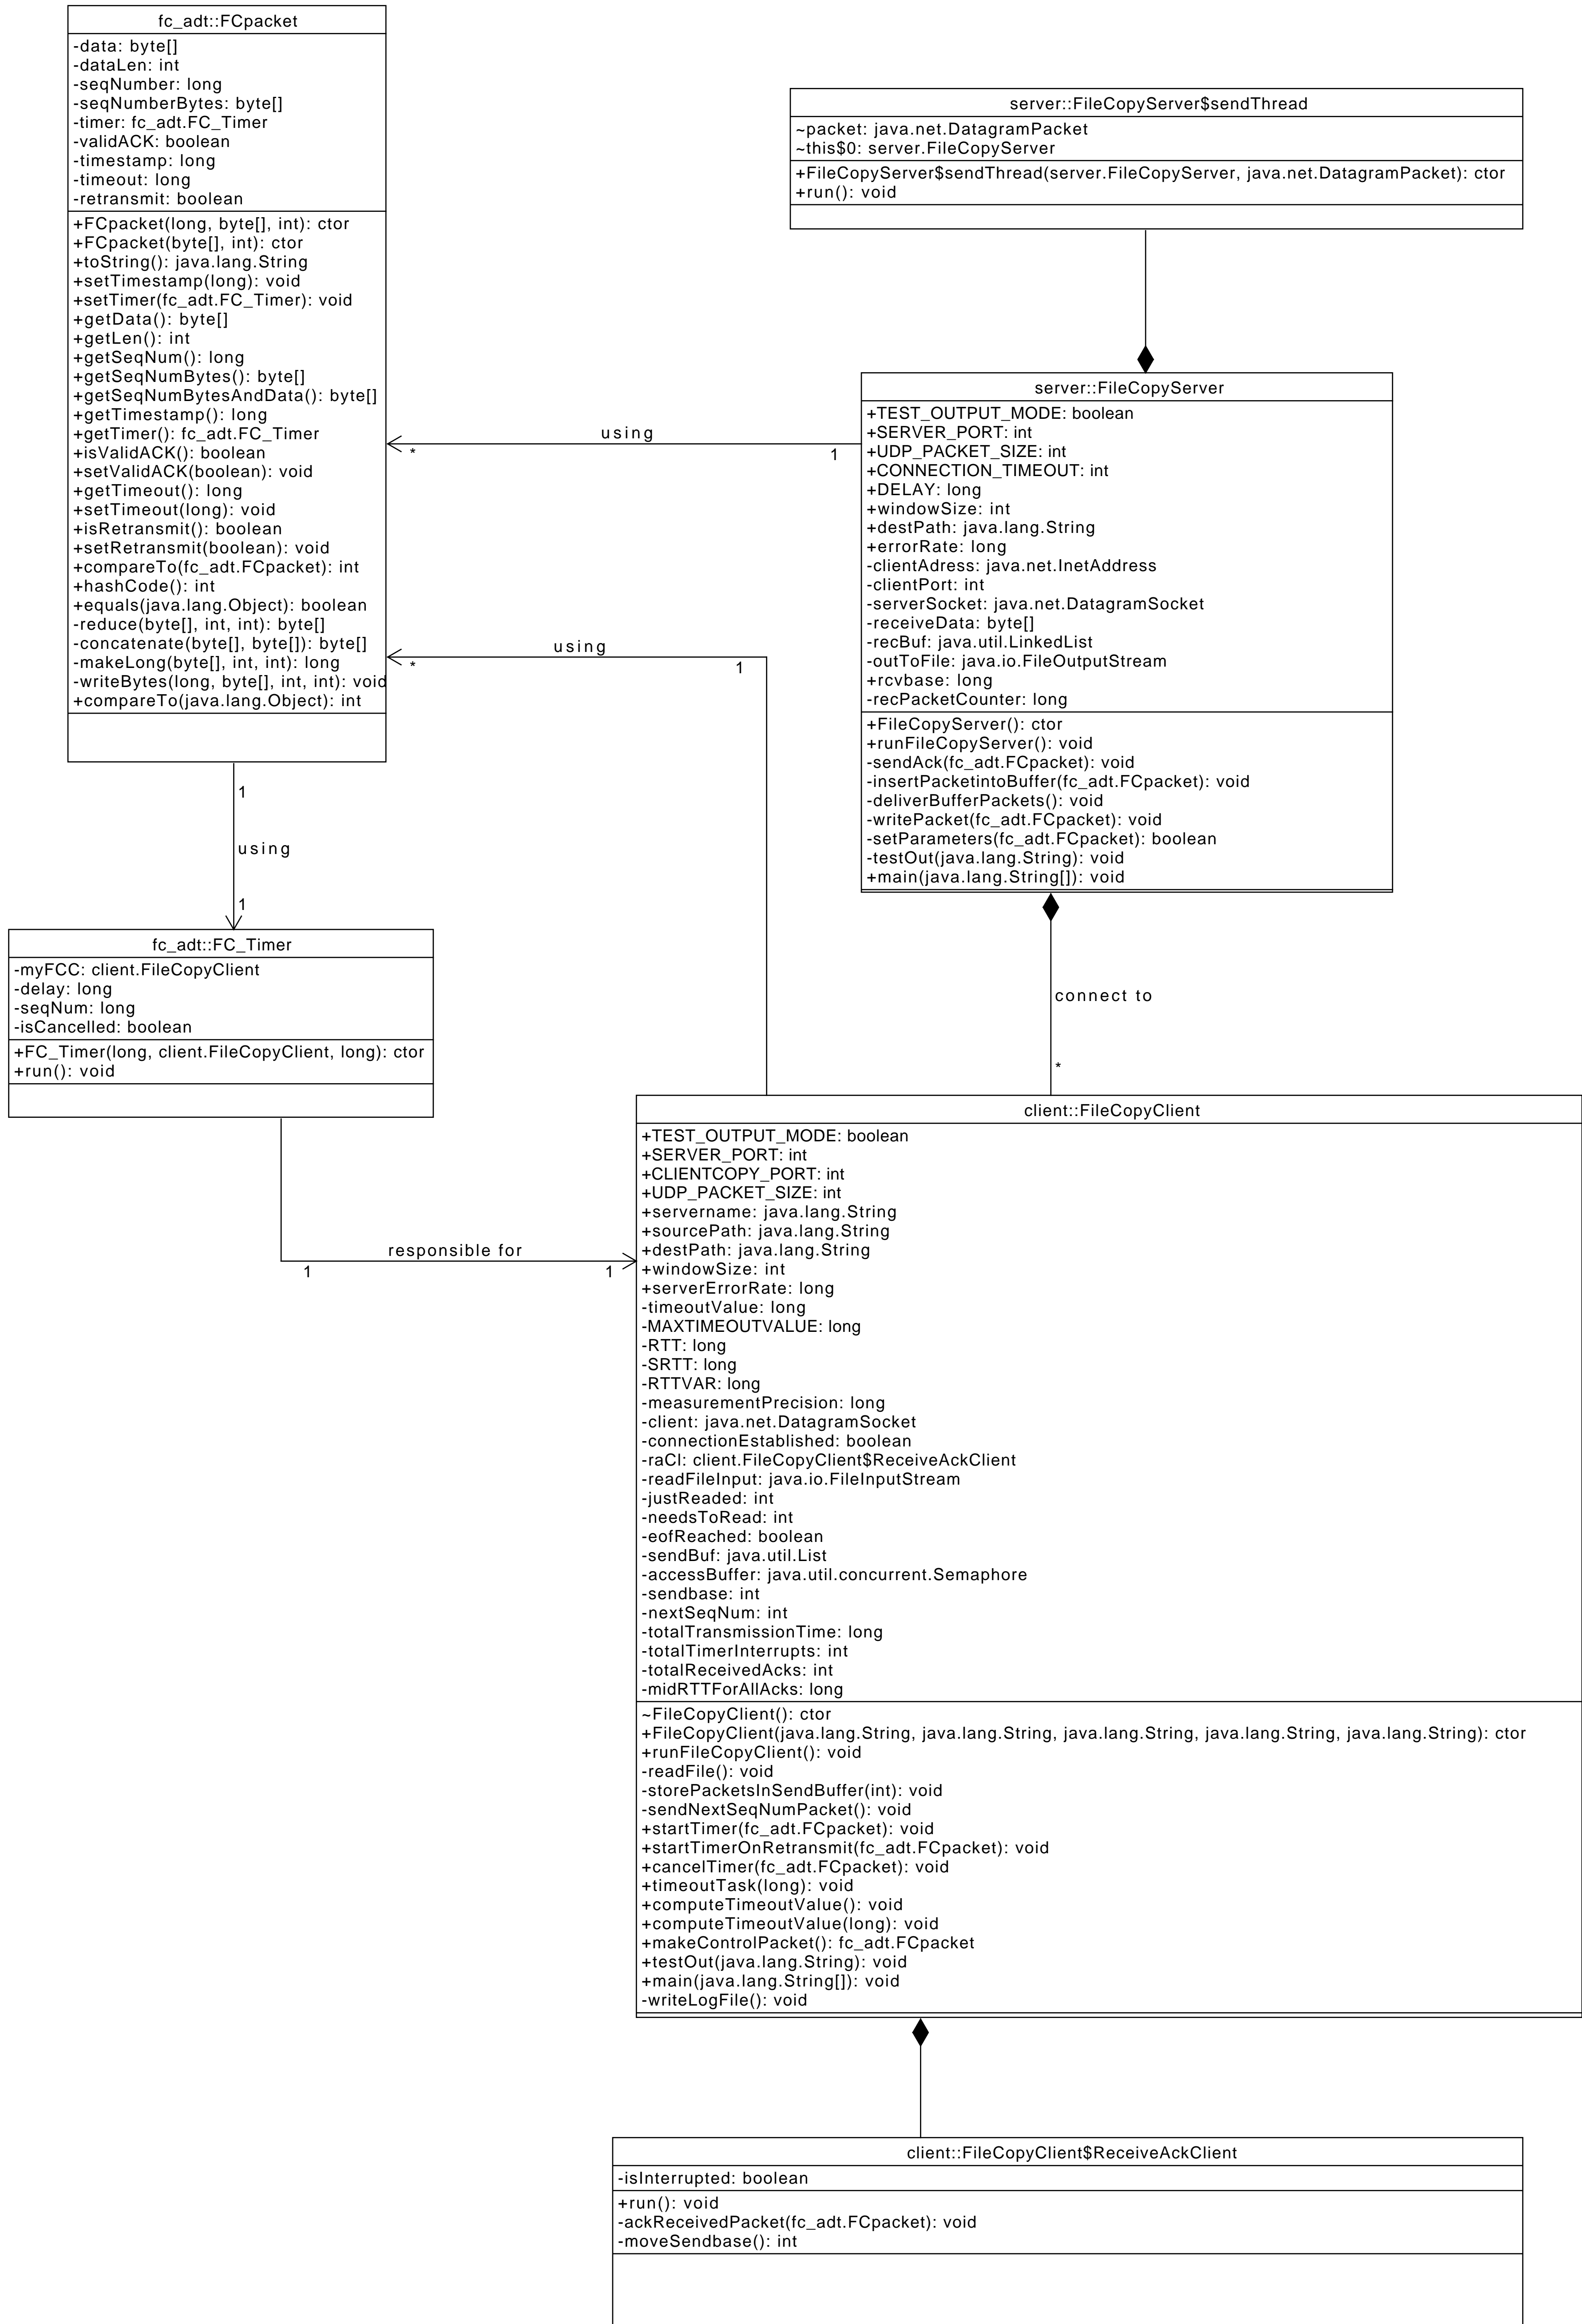 fc_adt::FCpacket
-data: byte[]
-dataLen: int
-seqNumber: long
-seqNumberBytes: byte[]
-timer: fc_adt.FC_Timer
-validACK: boolean
-timestamp: long
-timeout: long
-retransmit: boolean
+FCpacket(long, byte[], int): ctor
+FCpacket(byte[], int): ctor
+toString(): java.lang.String
+setTimestamp(long): void
+setTimer(fc_adt.FC_Timer): void
+getData(): byte[]
+getLen(): int
+getSeqNum(): long
+getSeqNumBytes(): byte[]
+getSeqNumBytesAndData(): byte[]
+getTimestamp(): long
+getTimer(): fc_adt.FC_Timer
+isValidACK(): boolean
+setValidACK(boolean): void
+getTimeout(): long
+setTimeout(long): void
+isRetransmit(): boolean
+setRetransmit(boolean): void
+compareTo(fc_adt.FCpacket): int
+hashCode(): int
+equals(java.lang.Object): boolean
-reduce(byte[], int, int): byte[]
-concatenate(byte[], byte[]): byte[]
-makeLong(byte[], int, int): long
-writeBytes(long, byte[], int, int): void
+compareTo(java.lang.Object): int
server::FileCopyServer$sendThread
~packet: java.net.DatagramPacket
~this$0: server.FileCopyServer
+FileCopyServer$sendThread(server.FileCopyServer, java.net.DatagramPacket): ctor
+run(): void
using
*
1
server::FileCopyServer
+TEST_OUTPUT_MODE: boolean
+SERVER_PORT: int
+UDP_PACKET_SIZE: int
+CONNECTION_TIMEOUT: int
+DELAY: long
+windowSize: int
+destPath: java.lang.String
+errorRate: long
-clientAdress: java.net.InetAddress
-clientPort: int
-serverSocket: java.net.DatagramSocket
-receiveData: byte[]
-recBuf: java.util.LinkedList
-outToFile: java.io.FileOutputStream
+rcvbase: long
-recPacketCounter: long
+FileCopyServer(): ctor
+runFileCopyServer(): void
-sendAck(fc_adt.FCpacket): void
-insertPacketintoBuffer(fc_adt.FCpacket): void
-deliverBufferPackets(): void
-writePacket(fc_adt.FCpacket): void
-setParameters(fc_adt.FCpacket): boolean
-testOut(java.lang.String): void
+main(java.lang.String[]): void
using
*
1
1
using
1
connect to
*
fc_adt::FC_Timer
-myFCC: client.FileCopyClient
-delay: long
-seqNum: long
-isCancelled: boolean
+FC_Timer(long, client.FileCopyClient, long): ctor
+run(): void
responsible for
1
1
client::FileCopyClient
+TEST_OUTPUT_MODE: boolean
+SERVER_PORT: int
+CLIENTCOPY_PORT: int
+UDP_PACKET_SIZE: int
+servername: java.lang.String
+sourcePath: java.lang.String
+destPath: java.lang.String
+windowSize: int
+serverErrorRate: long
-timeoutValue: long
-MAXTIMEOUTVALUE: long
-RTT: long
-SRTT: long
-RTTVAR: long
-measurementPrecision: long
-client: java.net.DatagramSocket
-connectionEstablished: boolean
-raCl: client.FileCopyClient$ReceiveAckClient
-readFileInput: java.io.FileInputStream
-justReaded: int
-needsToRead: int
-eofReached: boolean
-sendBuf: java.util.List
-accessBuffer: java.util.concurrent.Semaphore
-sendbase: int
-nextSeqNum: int
-totalTransmissionTime: long
-totalTimerInterrupts: int
-totalReceivedAcks: int
-midRTTForAllAcks: long
~FileCopyClient(): ctor
+FileCopyClient(java.lang.String, java.lang.String, java.lang.String, java.lang.String, java.lang.String): ctor
+runFileCopyClient(): void
-readFile(): void
-storePacketsInSendBuffer(int): void
-sendNextSeqNumPacket(): void
+startTimer(fc_adt.FCpacket): void
+startTimerOnRetransmit(fc_adt.FCpacket): void
+cancelTimer(fc_adt.FCpacket): void
+timeoutTask(long): void
+computeTimeoutValue(): void
+computeTimeoutValue(long): void
+makeControlPacket(): fc_adt.FCpacket
+testOut(java.lang.String): void
+main(java.lang.String[]): void
-writeLogFile(): void
client::FileCopyClient$ReceiveAckClient
-isInterrupted: boolean
+run(): void
-ackReceivedPacket(fc_adt.FCpacket): void
-moveSendbase(): int